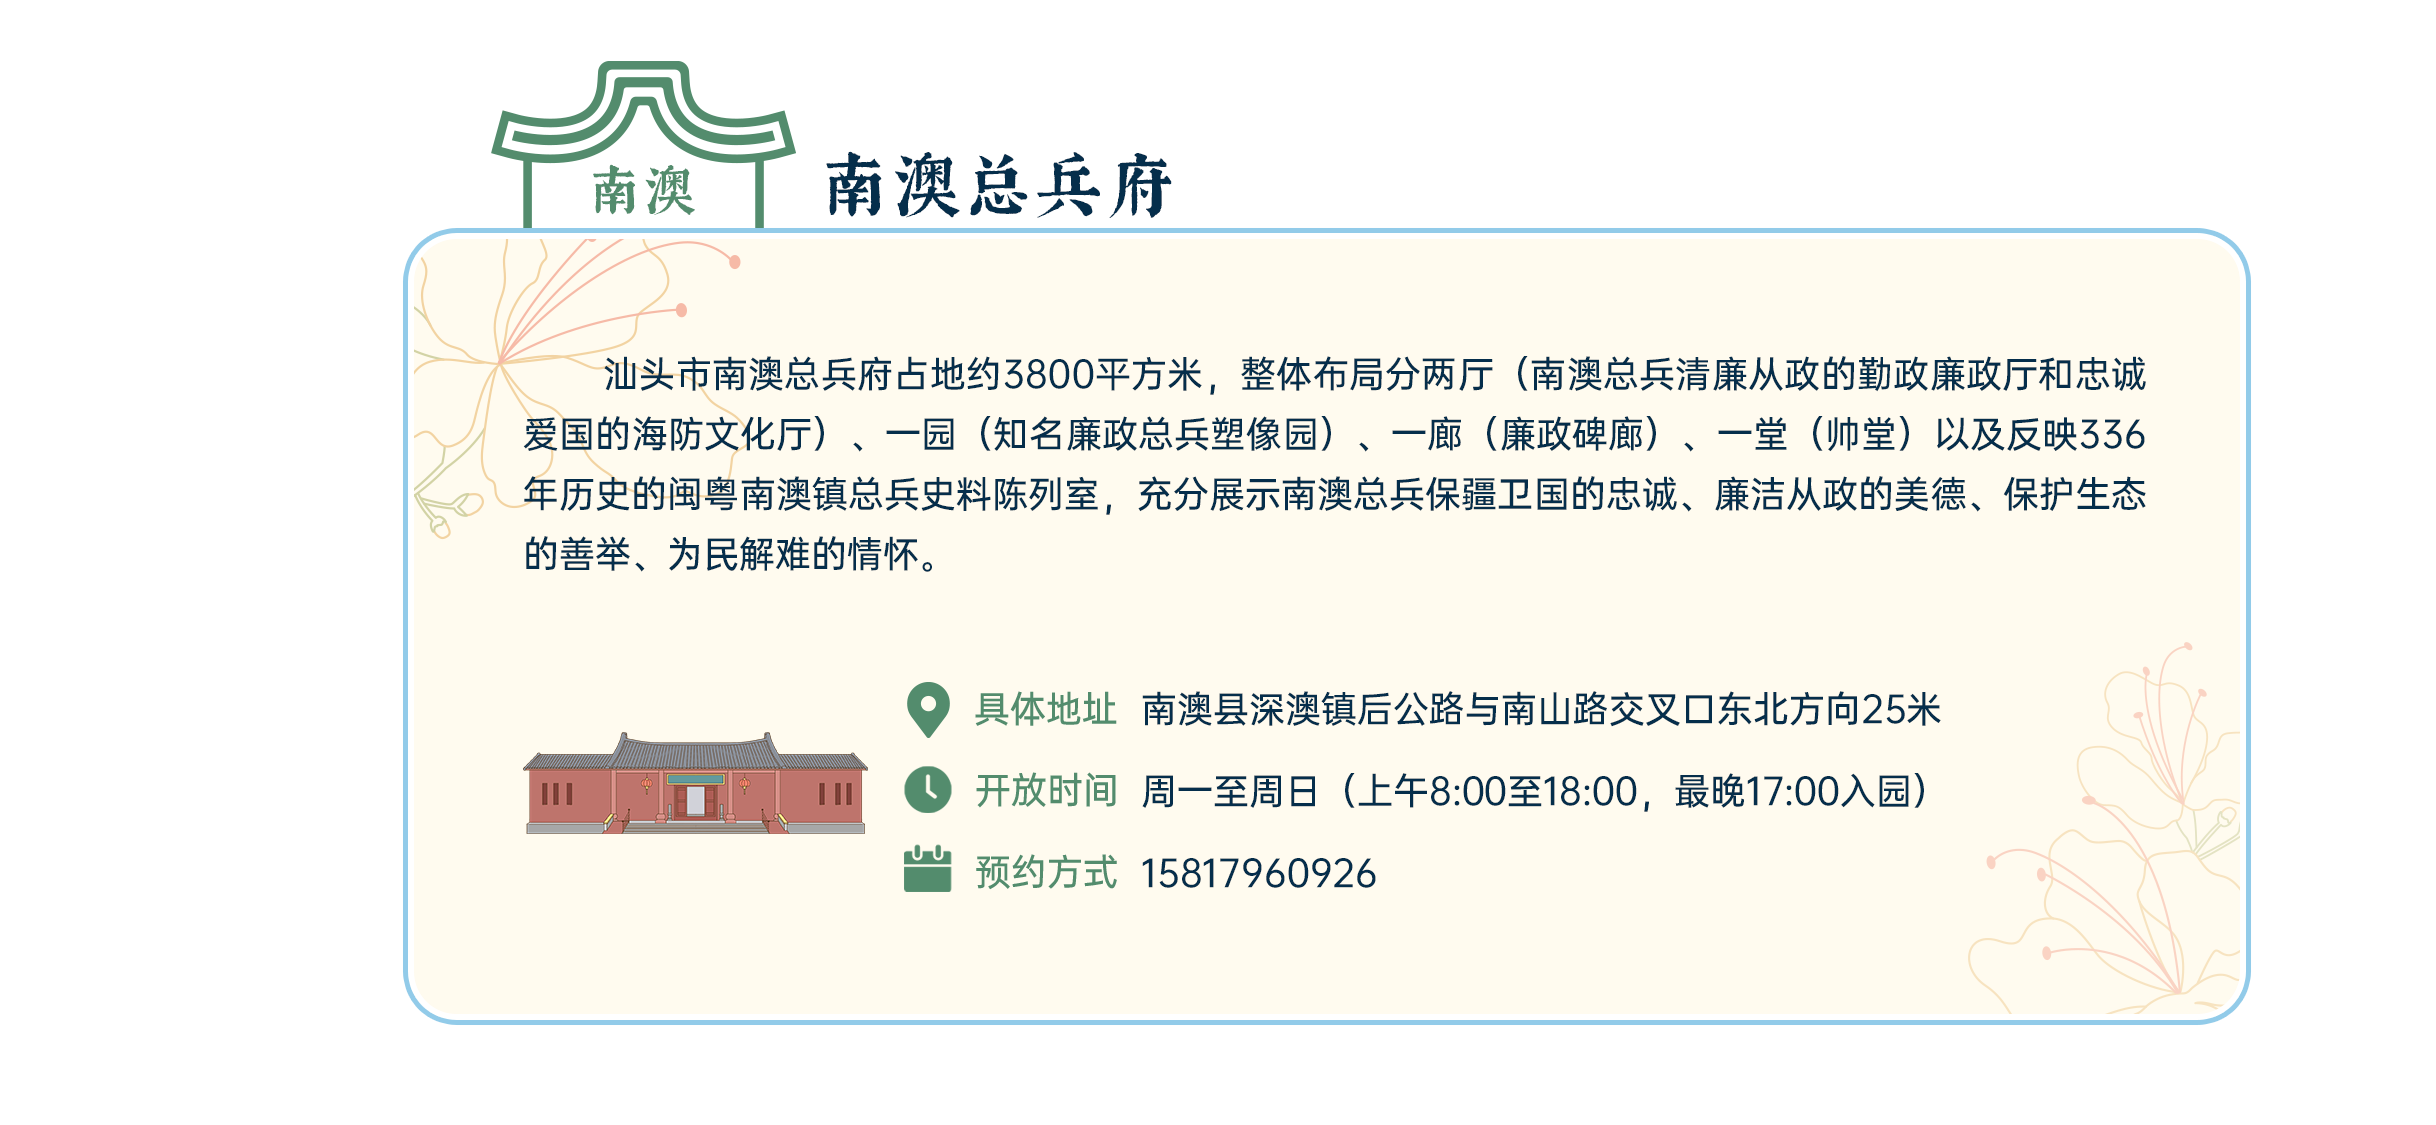 南澳
南澳总兵府
汕头市南澳总兵府占地约3800平方米，整体布局分两厅（南澳总兵清廉从政的勤政廉政厅和忠诚
爱国的海防文化厅）、一园（知名廉政总兵塑像园）、一廊（廉政碑廊）、一堂（帅堂）以及反映336
年历史的闽粤南澳镇总兵史料陈列室，充分展示南澳总兵保疆卫国的忠诚、廉洁从政的美德、保护生态
的善举、为民解难的情怀。
具体地址 南澳县深澳镇后公路与南山路交叉口东北方向25米
开放时间 周一至周日（上午8:00至18:00，最晚17:00入园）
预约方式 15817960926